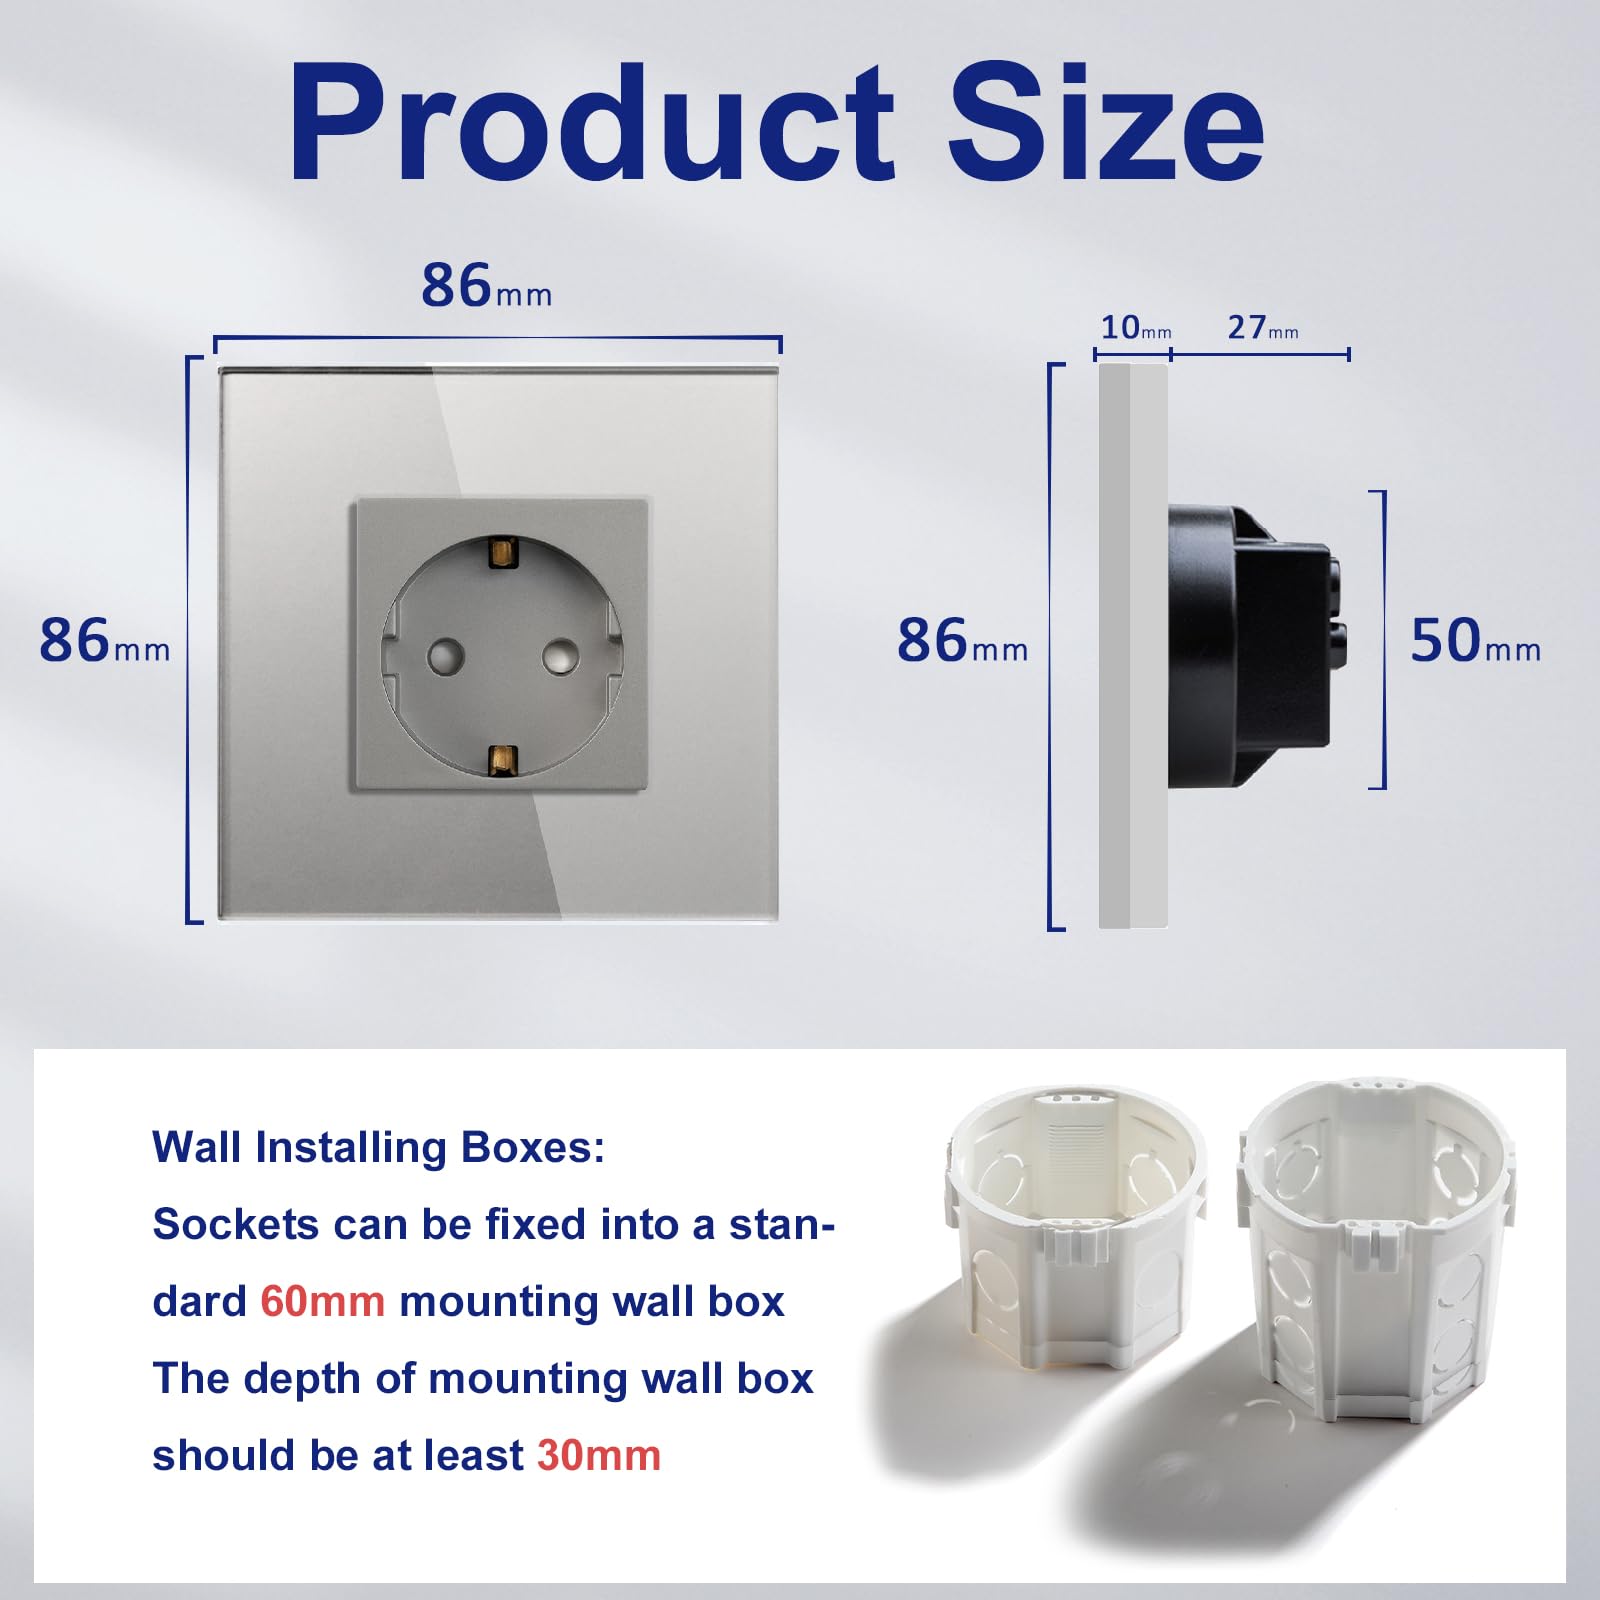 Product Size
86mm
10mm 27mm
86mm
86mm
50mm
Wall Installing Boxes:
Sockets can be fixed into a stan-
dard 60mm mounting wall box
The depth of mounting wall box
should be at least 30mm